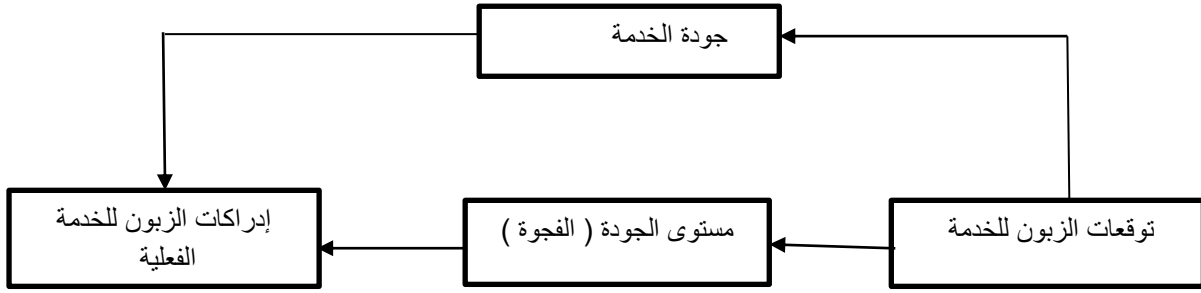 جودة الخدمة
توقعات الزبون للخدمة
مستوى الجودة ( الفجوة )
إدراكات الزبون للخدمة
الفعلية